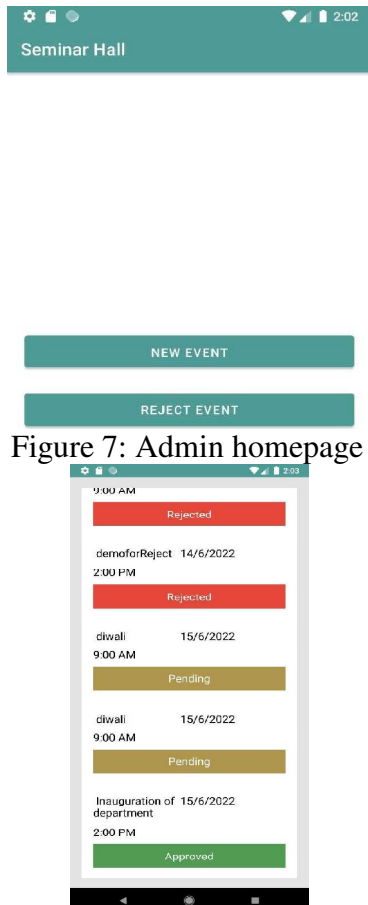 2:02
Seminar Hall
NEW EVENT
REJECT EVENT
Figure 7: Admin homepage
2:03
9:00 AM
Rejected
demoforReject 14/6/2022
2:00 PM
Rejected
diwali 15/6/2022
9:00 AM
Pending
diwali 15/6/2022
9:00 AM
Pending
Inauguration of 15/6/2022
department
2:00 PM
Approved